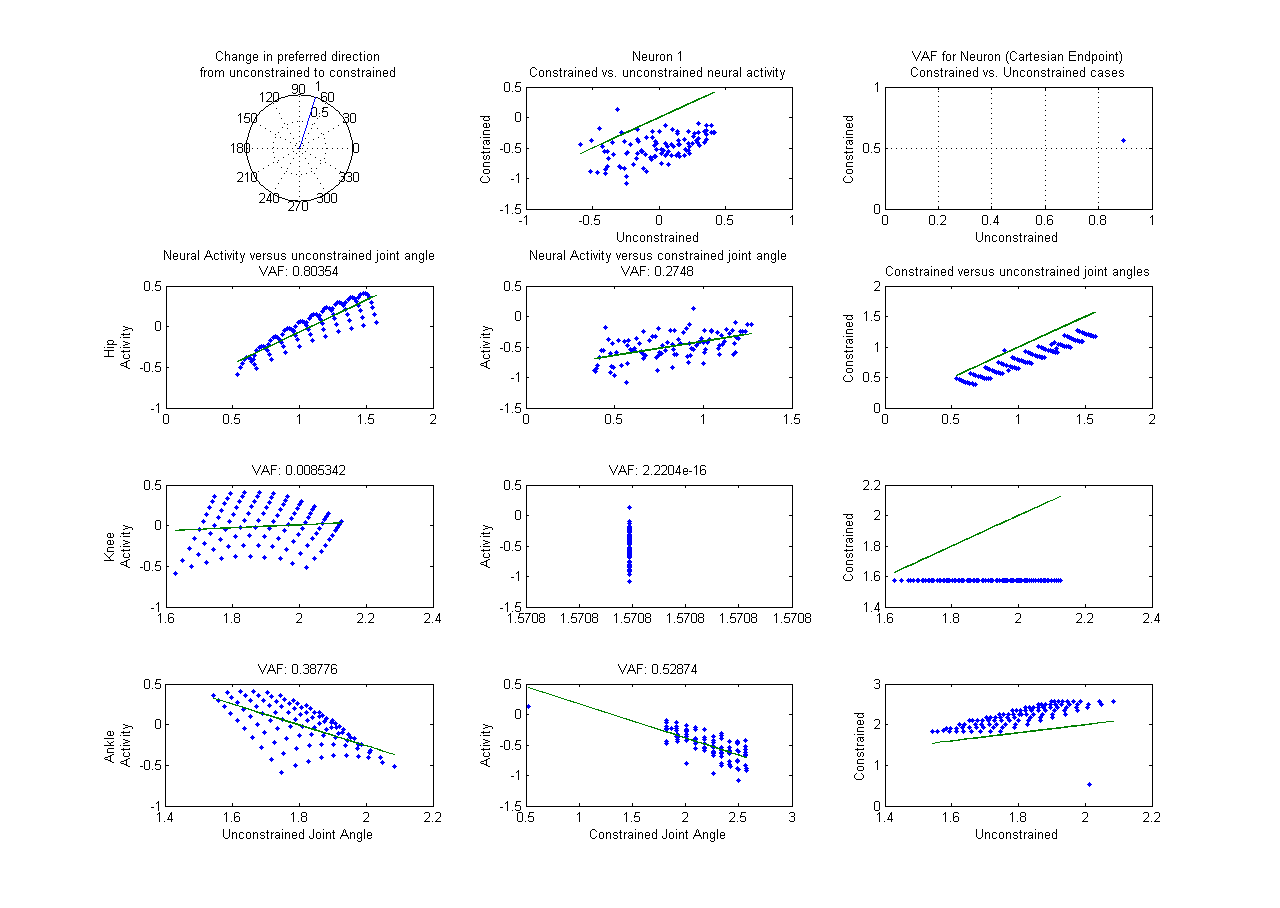 Change in preferred direction
from unconstrained to constrained
90 1
120 60
0.5
150 30
180 0
210 330
240 300
270
Neuron 1
Constrained vs. unconstrained neural activity
0.5
0
-0.5
-1
-1.5
Constrained
-1 -0.5 0 0.5 1
Unconstrained
VAF for Neuron (Cartesian Endpoint)
Constrained vs. Unconstrained cases
1
0.5
0
Constrained
0 0.2 0.4 0.6 0.8 1
Unconstrained
Neural Activity versus unconstrained joint angle
VAF: 0.80354
0.5
0
-0.5
-1
Hip
Activity
0 0.5 1 1.5 2
Neural Activity versus constrained joint angle
VAF: 0.2748
0.5
0
-0.5
-1
-1.5
Activity
0 0.5 1 1.5
Constrained versus unconstrained joint angles
2
1.5
1
0.5
0
Constrained
0 0.5 1 1.5 2
VAF: 0.0085342
0.5
0
-0.5
-1
Knee
Activity
1.6 1.8 2 2.2 2.4
VAF: 2.2204e-16
0.5
0
-0.5
-1
-1.5
Activity
1.5708 1.5708 1.5708 1.5708 1.5708 1.5708
2.2
2
1.8
1.6
1.4
Constrained
1.6 1.8 2 2.2 2.4
VAF: 0.38776
0.5
0
-0.5
-1
Ankle
Activity
1.4 1.6 1.8 2 2.2
Unconstrained Joint Angle
VAF: 0.52874
0.5
0
-0.5
-1
-1.5
Activity
0.5 1 1.5 2 2.5 3
Constrained Joint Angle
3
2
1
0
Constrained
1.4 1.6 1.8 2 2.2
Unconstrained